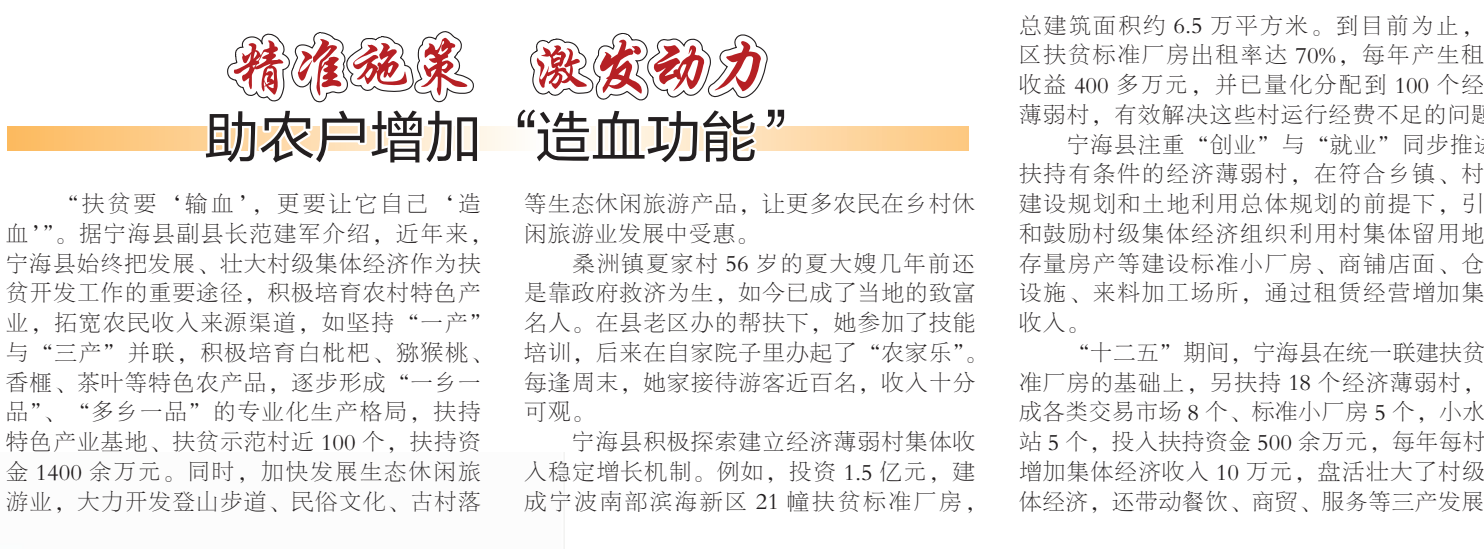 精准施策 激发动力
助农户增加“造血功能”
“扶贫要‘输血’，更要让它自己‘造
血’”。据宁海县副县长范建军介绍，近年来，
宁海县始终把发展、壮大村级集体经济作为扶
贫开发工作的重要途径，积极培育农村特色产
业，拓宽农民收入来源渠道，如坚持“一产”
与“三产”并联，积极培育白枇杷、猕猴桃、
香榧、茶叶等特色农产品，逐步形成“一乡一
品”、“多乡一品”的专业化生产格局，扶持
特色产业基地、扶贫示范村近 100 个，扶持资
金 1400 余万元。同时，加快发展生态休闲旅
游业，大力开发登山步道、民俗文化、古村落
等生态休闲旅游产品，让更多农民在乡村休
闲旅游业发展中受惠。
桑洲镇夏家村 56 岁的夏大嫂几年前还
是靠政府救济为生，如今已成了当地的致富
名人。在县老区办的帮扶下，她参加了技能
培训，后来在自家院子里办起了“农家乐”。
每逢周末，她家接待游客近百名，收入十分
可观。
宁海县积极探索建立经济薄弱村集体收
入稳定增长机制。例如，投资 1.5 亿元，建
成宁波南部滨海新区 21 幢扶贫标准厂房，
总建筑面积约 6.5 万平方米。到目前为止，
区扶贫标准厂房出租率达 70%，每年产生租
收益 400 多万元，并已量化分配到 100 个经
薄弱村，有效解决这些村运行经费不足的问题
宁海县注重“创业”与“就业”同步推进
扶持有条件的经济薄弱村，在符合乡镇、村
建设规划和土地利用总体规划的前提下，引
和鼓励村级集体经济组织利用村集体留用地
存量房产等建设标准小厂房、商铺店面、仓
设施、来料加工场所，通过租赁经营增加集
收入。
“十二五”期间，宁海县在统一联建扶贫
准厂房的基础上，另扶持 18 个经济薄弱村，
成各类交易市场 8 个、标准小厂房 5 个，小水
站 5 个，投入扶持资金 500 余万元，每年每村
增加集体经济收入 10 万元，盘活壮大了村级
体经济，还带动餐饮、商贸、服务等三产发展